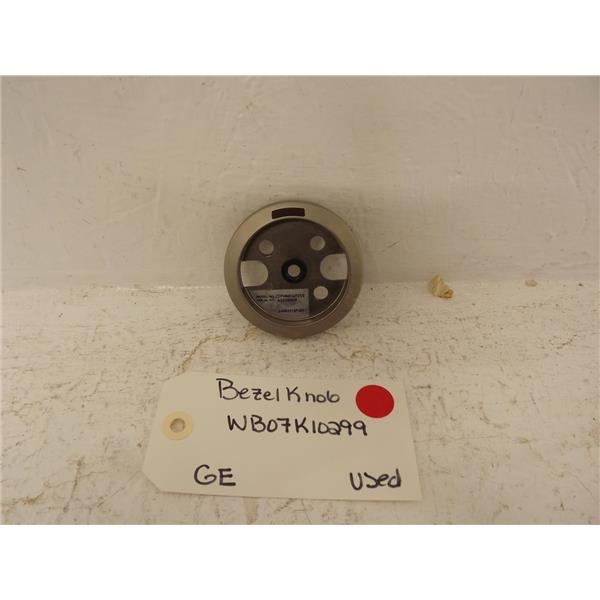 Bezel Knob
WB07K10299
GE
Used